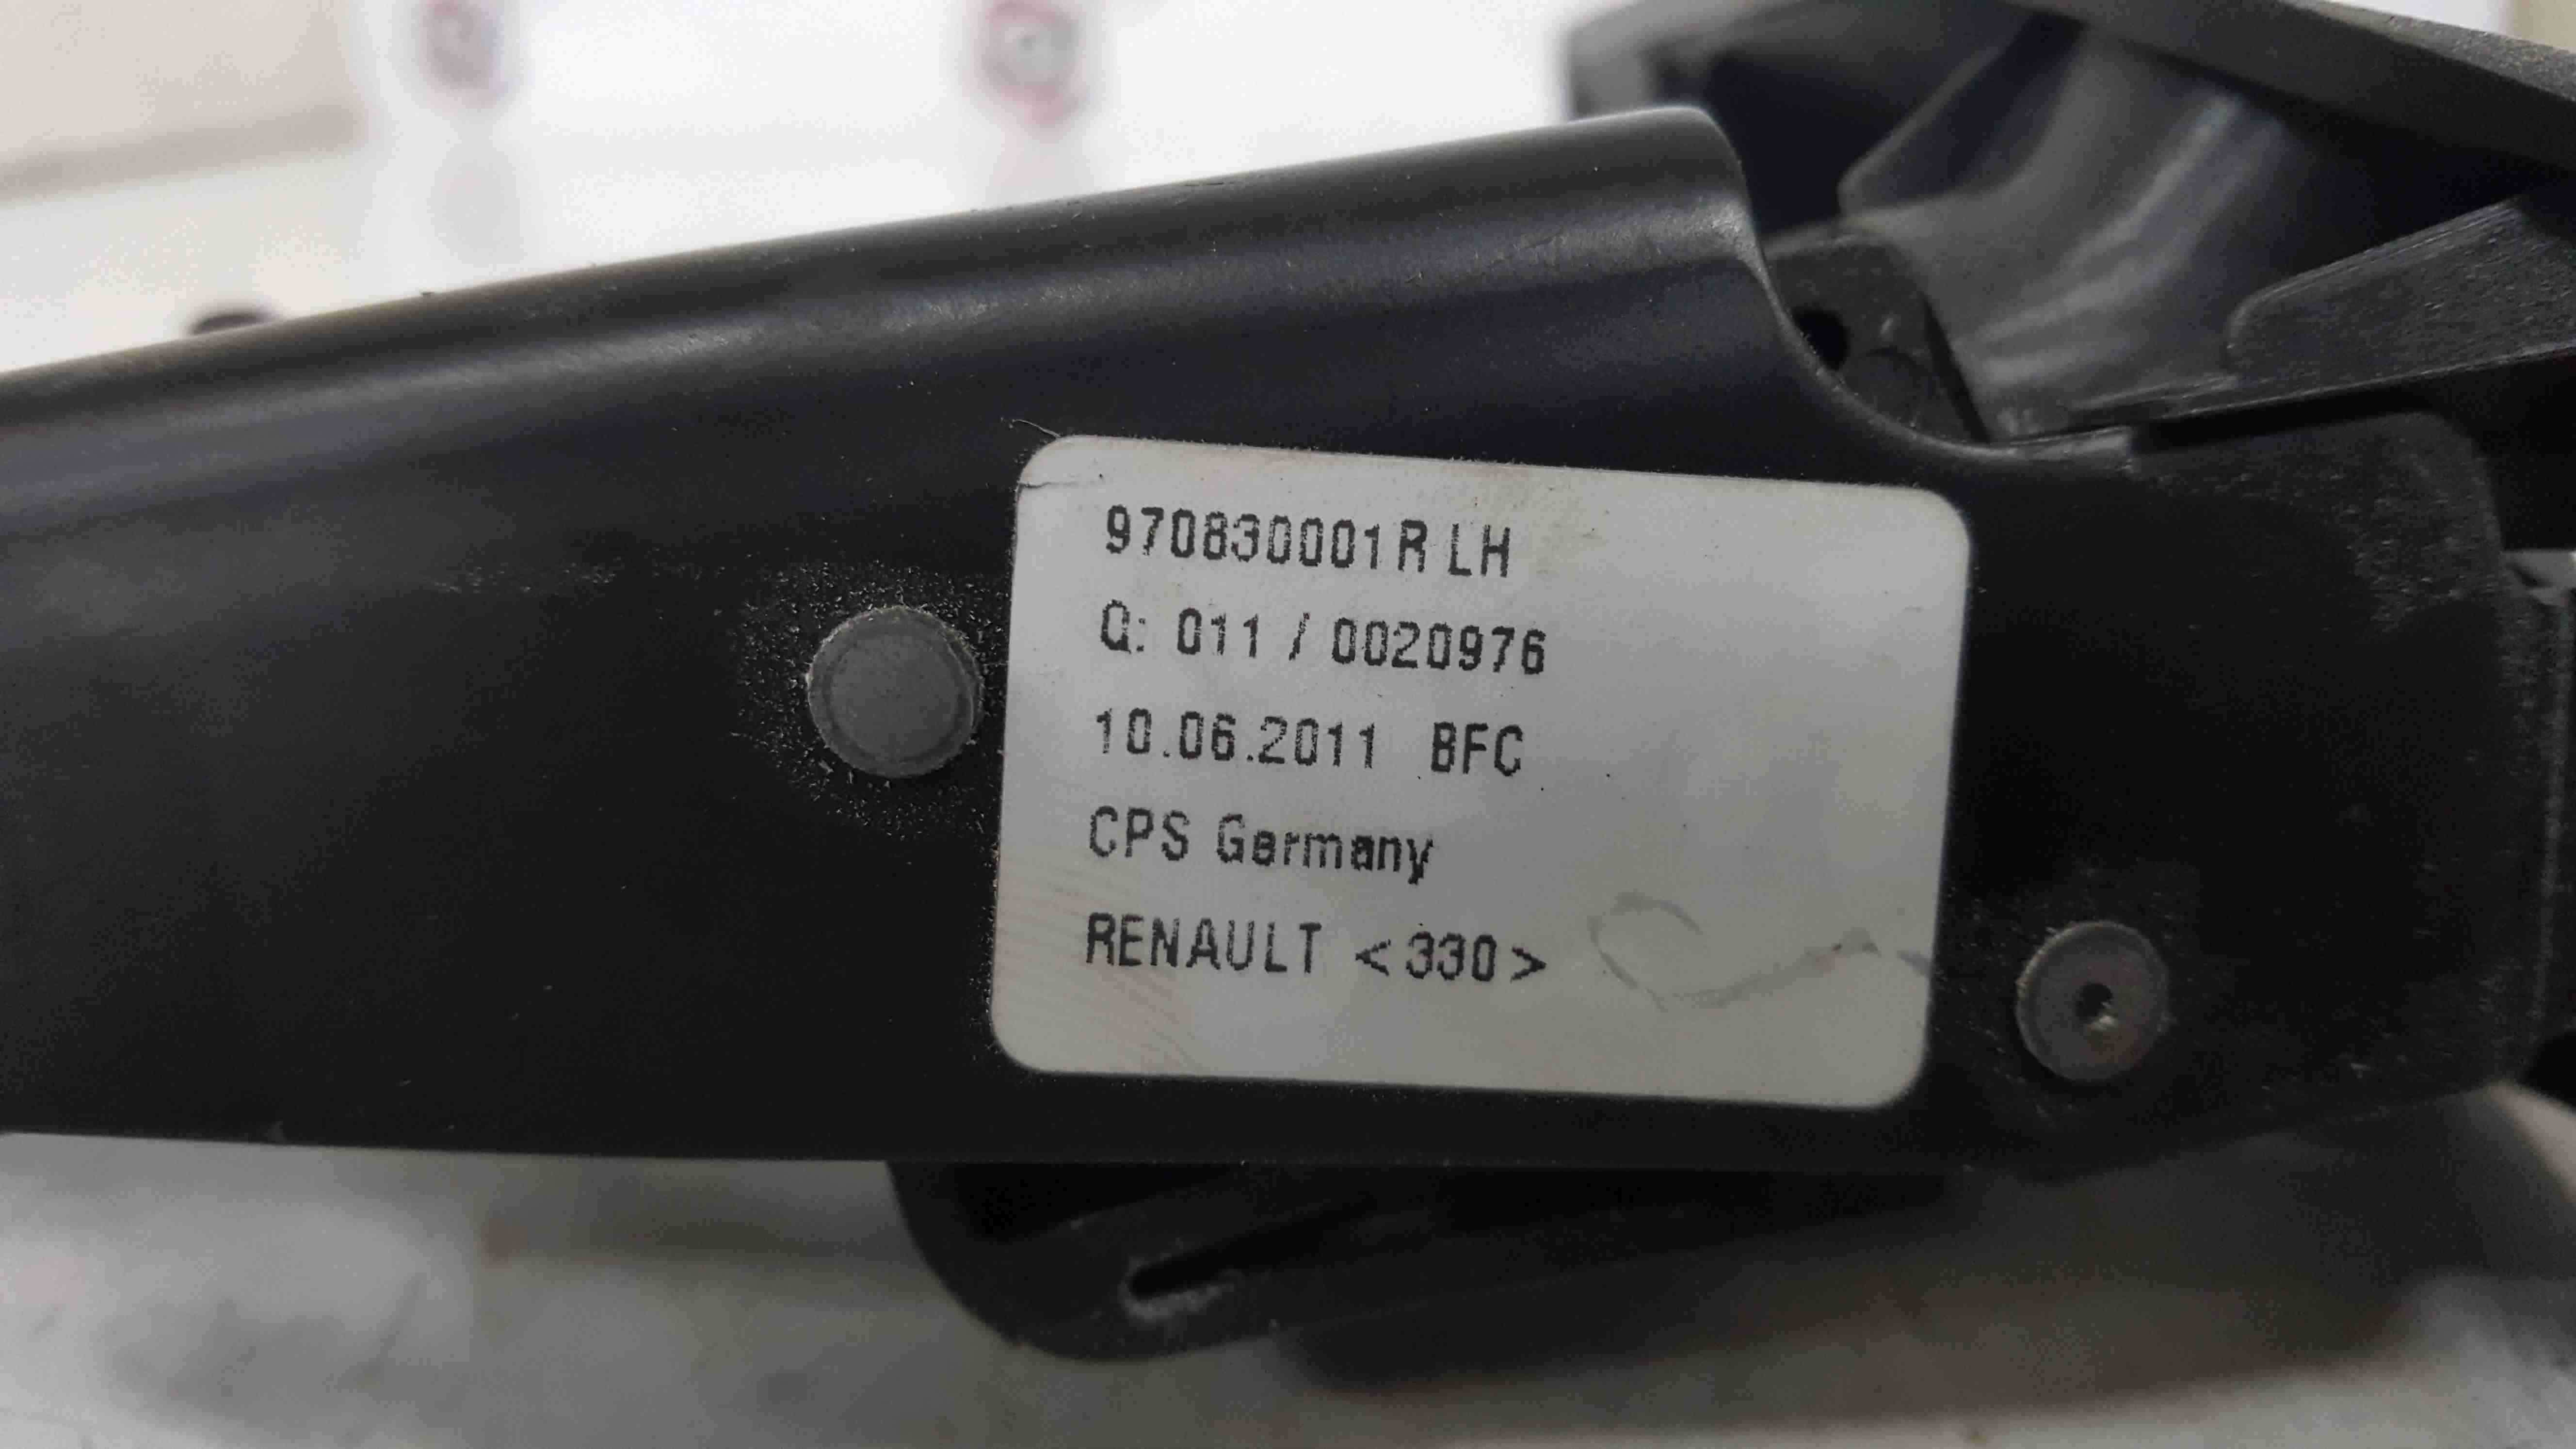 970830001R LH
Q: 011 / 0020976
10.06.2011 BFC
CPS Germany
RENAULT <330>